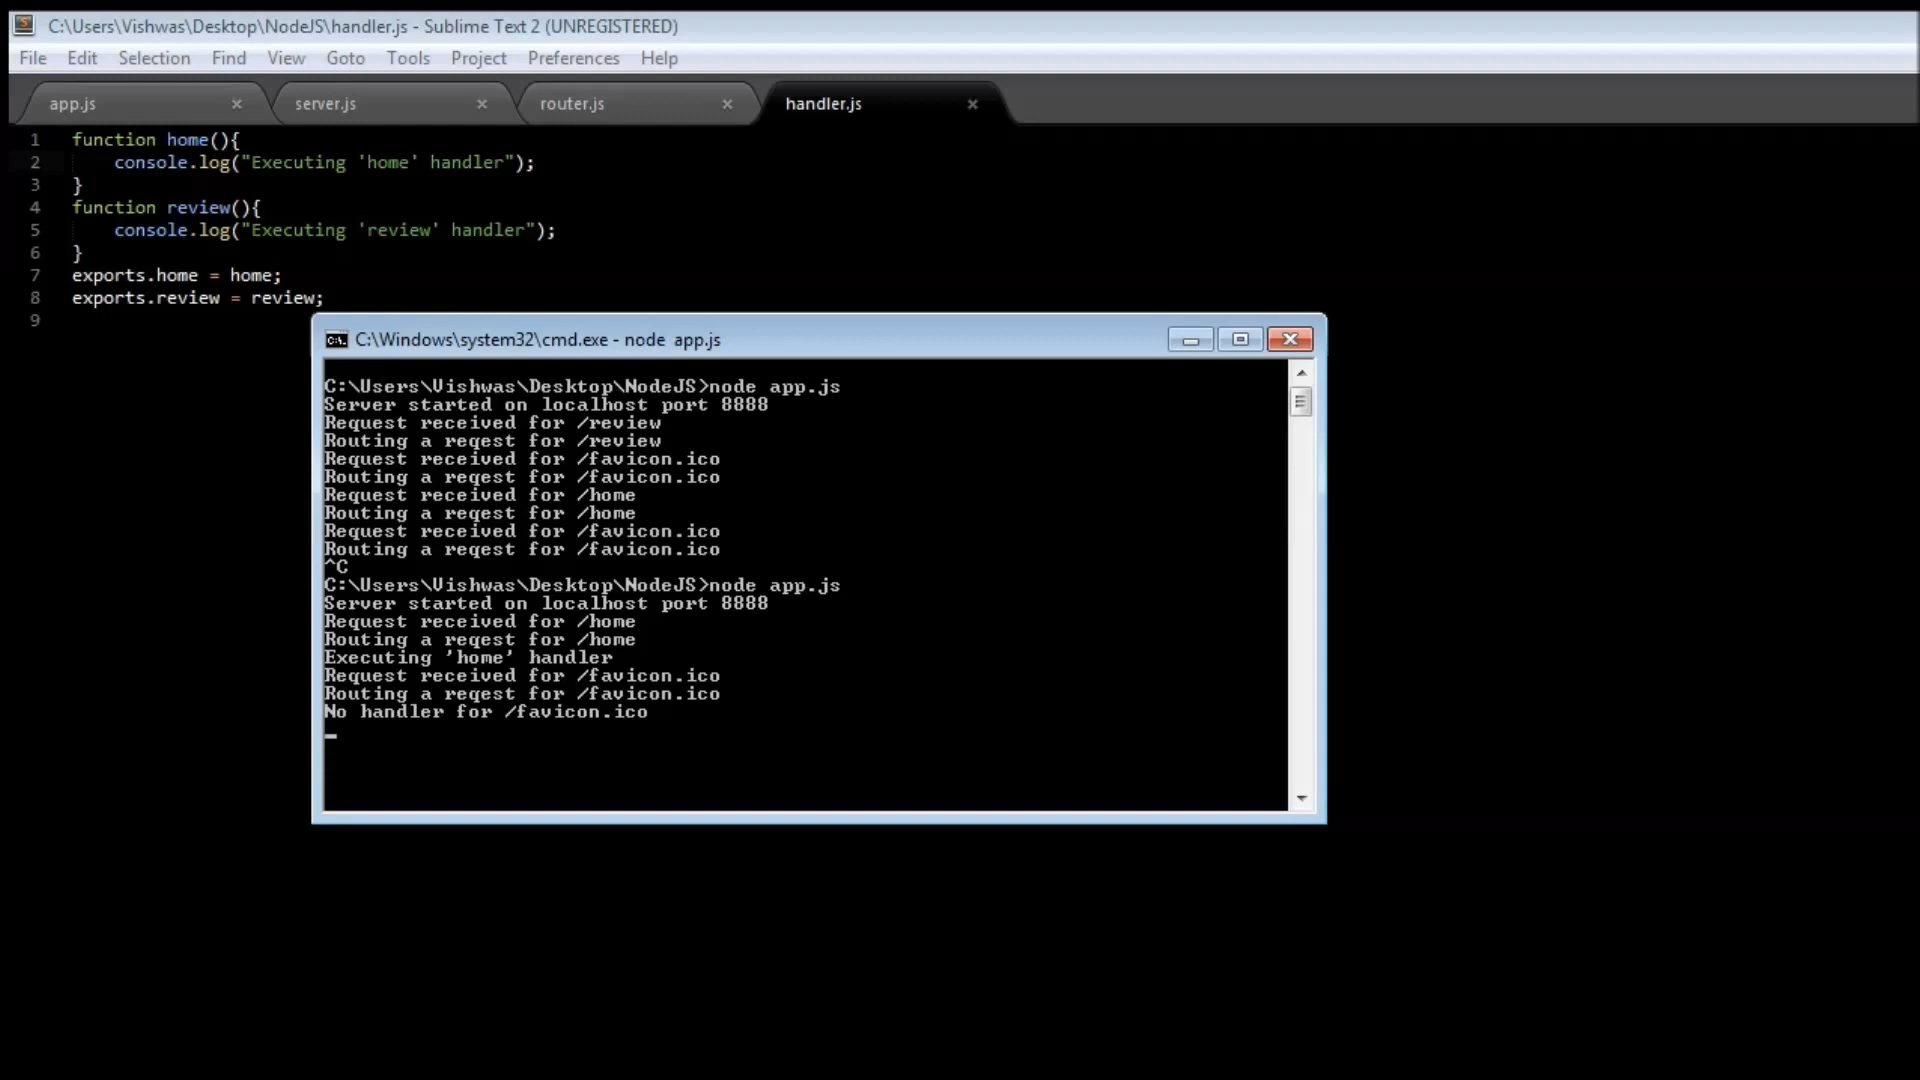 C:\Users\Vishwas\Desktop\NodeJS\handler.js - Sublime Text 2 (UNREGISTERED)
File Edit Selection Find View Goto Tools Project Preferences Help
app.js × server.js × router.js × handler.js ×
1 function home(){
2 console.log("Executing 'home' handler");
3 }
4 function review(){
5 console.log("Executing 'review' handler");
6 }
7 exports.home = home;
8 exports.review = review;
9
C:\Windows\system32\cmd.exe - node app.js
C:\Users\Vishwas\Desktop\NodeJS>node app.js
Server started on localhost port 8888
Request received for /review
Routing a reqest for /review
Request received for /favicon.ico
Routing a reqest for /favicon.ico
Request received for /home
Routing a reqest for /home
Request received for /favicon.ico
Routing a reqest for /favicon.ico
^C
C:\Users\Vishwas\Desktop\NodeJS>node app.js
Server started on localhost port 8888
Request received for /home
Routing a reqest for /home
Executing 'home' handler
Request received for /favicon.ico
Routing a reqest for /favicon.ico
No handler for /favicon.ico